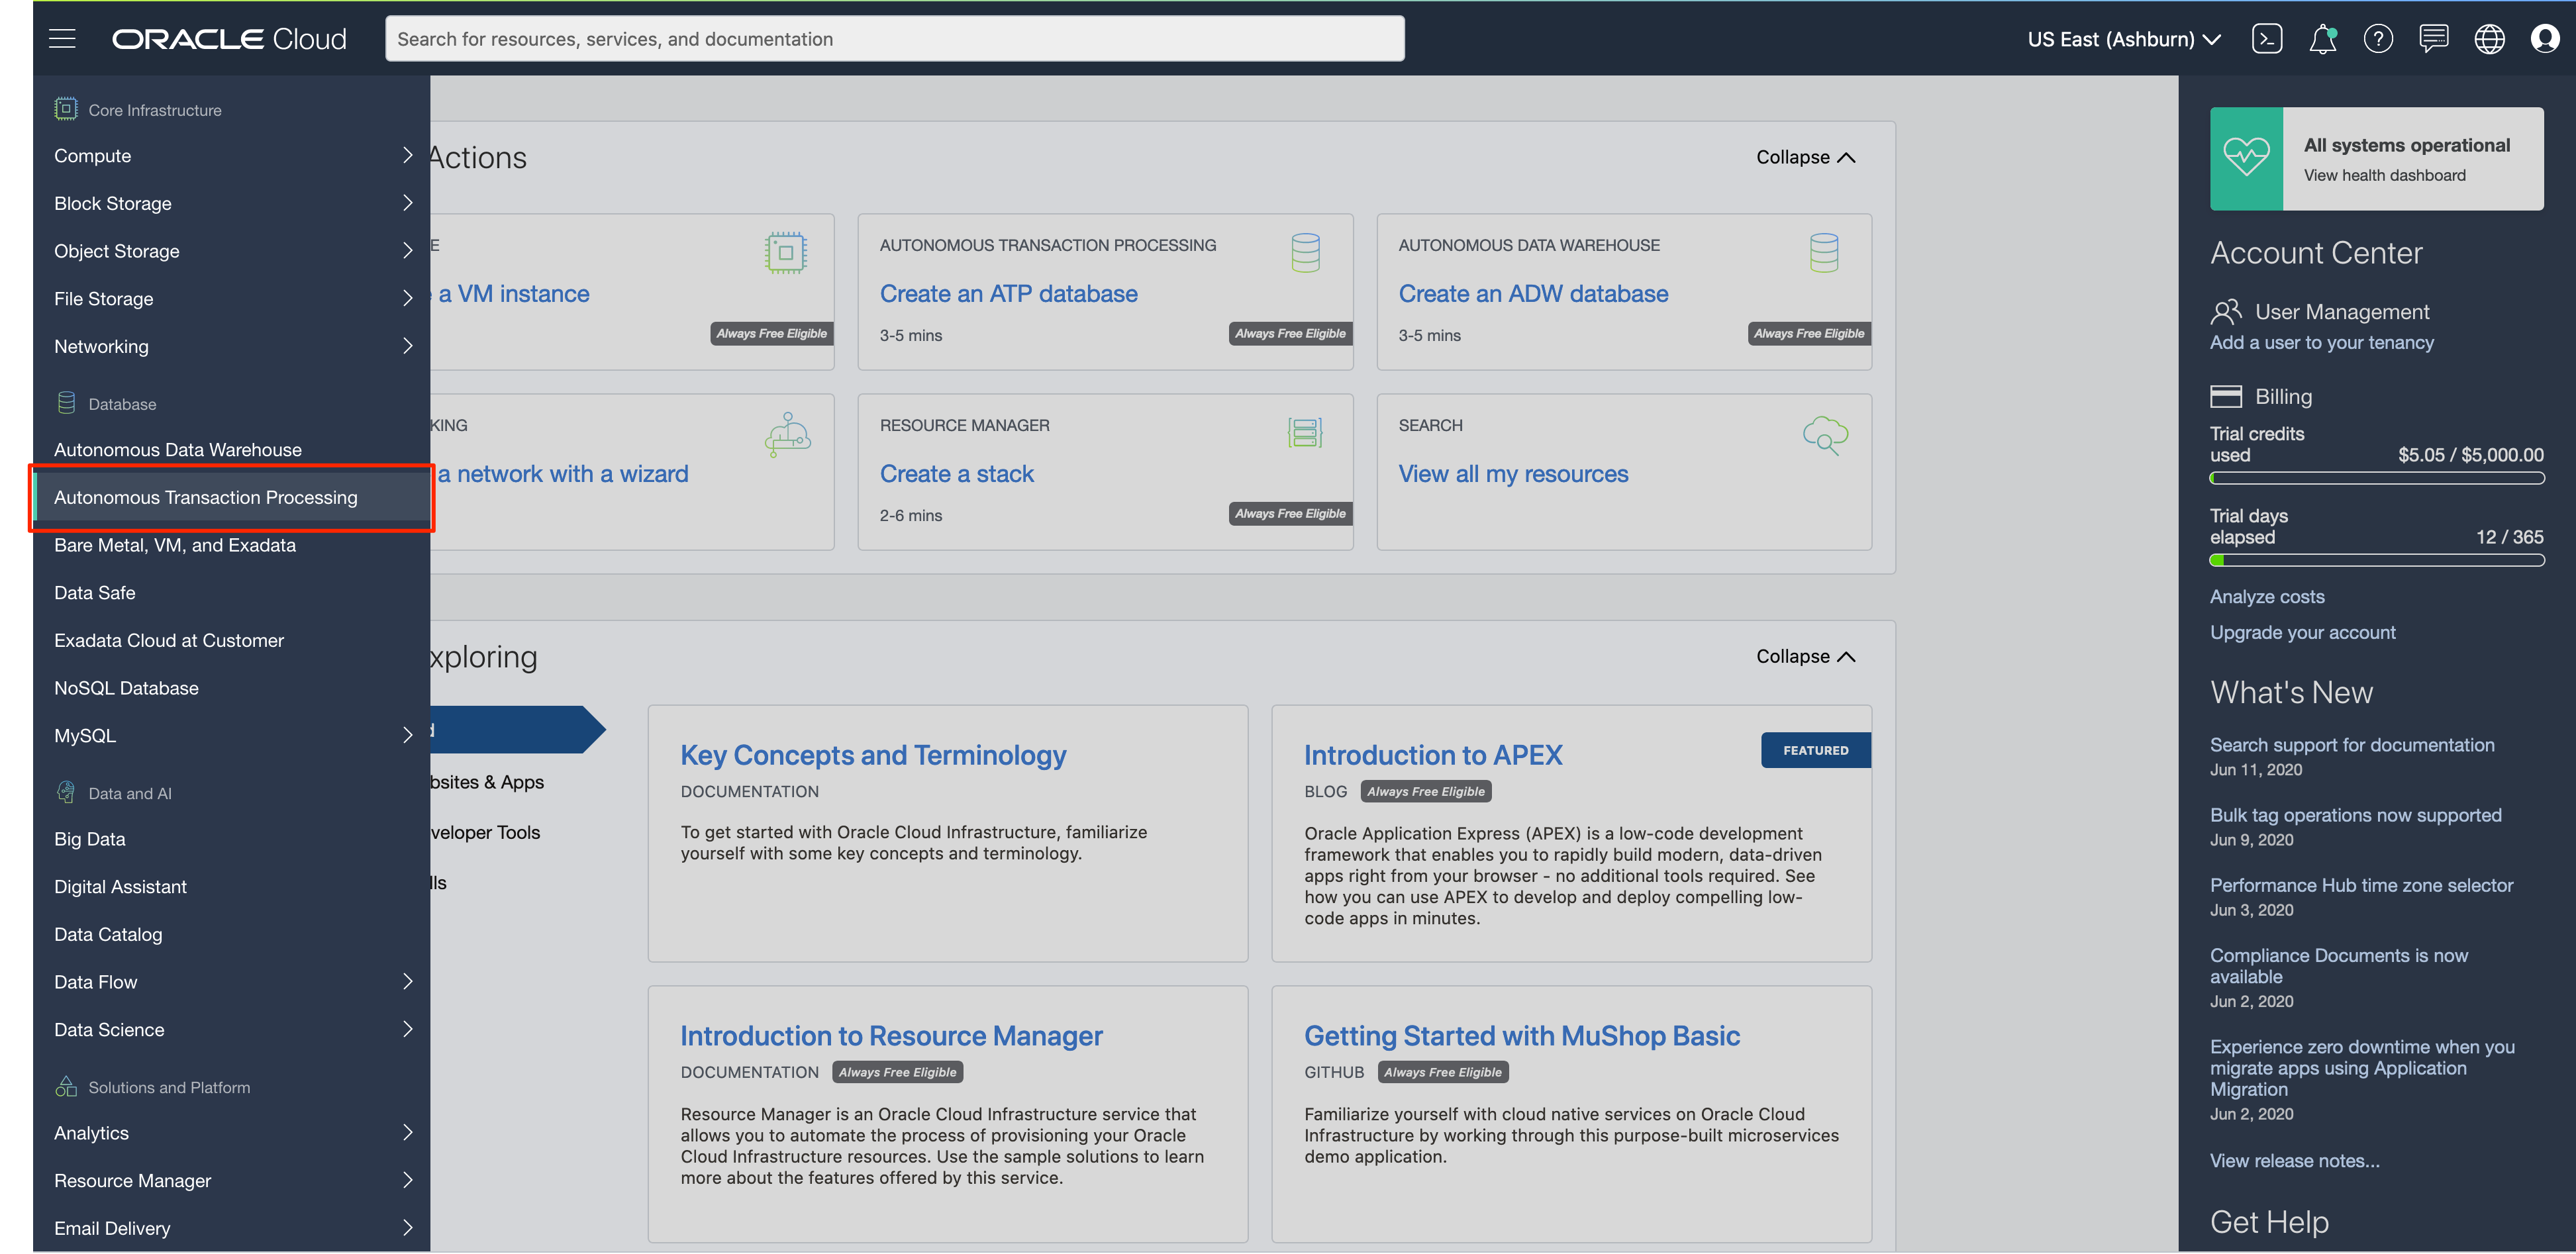 ORACLE Cloud
Search for resources, services, and documentation
US East (Ashburn)
Core Infrastructure
Compute
Block Storage
Object Storage
File Storage
Networking
Database
Autonomous Data Warehouse
Autonomous Transaction Processing
Bare Metal, VM, and Exadata
Data Safe
Exadata Cloud at Customer
NoSQL Database
MySQL
Data and AI
Big Data
Digital Assistant
Data Catalog
Data Flow
Data Science
Solutions and Platform
Analytics
Resource Manager
Email Delivery
Actions
Collapse
E
a VM instance
Always Free Eligible
AUTONOMOUS TRANSACTION PROCESSING
Create an ATP database
3-5 mins
Always Free Eligible
AUTONOMOUS DATA WAREHOUSE
Create an ADW database
3-5 mins
Always Free Eligible
KING
a network with a wizard
RESOURCE MANAGER
Create a stack
2-6 mins
Always Free Eligible
SEARCH
View all my resources
xploring
Collapse
d
bsites & Apps
veloper Tools
lls
Key Concepts and Terminology
DOCUMENTATION
To get started with Oracle Cloud Infrastructure, familiarize
yourself with some key concepts and terminology.
Introduction to APEX
FEATURED
BLOG Always Free Eligible
Oracle Application Express (APEX) is a low-code development
framework that enables you to rapidly build modern, data-driven
apps right from your browser - no additional tools required. See
how you can use APEX to develop and deploy compelling low-
code apps in minutes.
Introduction to Resource Manager
DOCUMENTATION Always Free Eligible
Resource Manager is an Oracle Cloud Infrastructure service that
allows you to automate the process of provisioning your Oracle
Cloud Infrastructure resources. Use the sample solutions to learn
more about the features offered by this service.
Getting Started with MuShop Basic
GITHUB Always Free Eligible
Familiarize yourself with cloud native services on Oracle Cloud
Infrastructure by working through this purpose-built microservices
demo application.
All systems operational
View health dashboard
Account Center
User Management
Add a user to your tenancy
Billing
Trial credits
used
$5.05 / $5,000.00
Trial days
elapsed
12 / 365
Analyze costs
Upgrade your account
What's New
Search support for documentation
Jun 11, 2020
Bulk tag operations now supported
Jun 9, 2020
Performance Hub time zone selector
Jun 3, 2020
Compliance Documents is now
available
Jun 2, 2020
Experience zero downtime when you
migrate apps using Application
Migration
Jun 2, 2020
View release notes...
Get Help